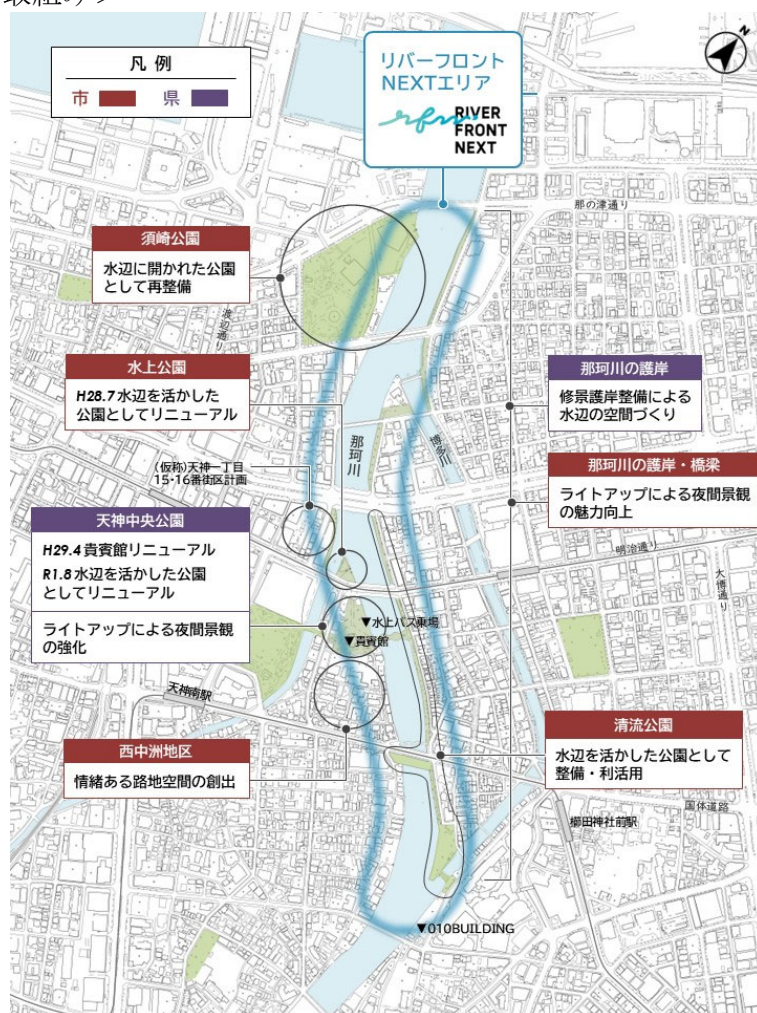 凡例
市 県
リバーフロント
NEXTエリア
rfn RIVER
FRONT
NEXT
N
那の津通り
須崎公園
水辺に開かれた公園
として再整備
渡辺通り
水上公園
H28.7 水辺を活かした
公園としてリニューアル
那珂川の護岸
修景護岸整備による
水辺の空間づくり
那珂川
博多川
(仮称)天神一丁目
15・16番街区計画
那珂川の護岸・橋梁
ライトアップによる夜間景観
の魅力向上
天神中央公園
H29.4 貴賓館リニューアル
R1.8 水辺を活かした公園
としてリニューアル
ライトアップによる夜間景観
の強化
明治通り
大博通り
▼水上バス乗場
▼貴賓館
天神南駅
西中洲地区
情緒ある路地空間の創出
清流公園
水辺を活かした公園として
整備・利活用
国体道路
櫛田神社前駅
▼010BUILDING